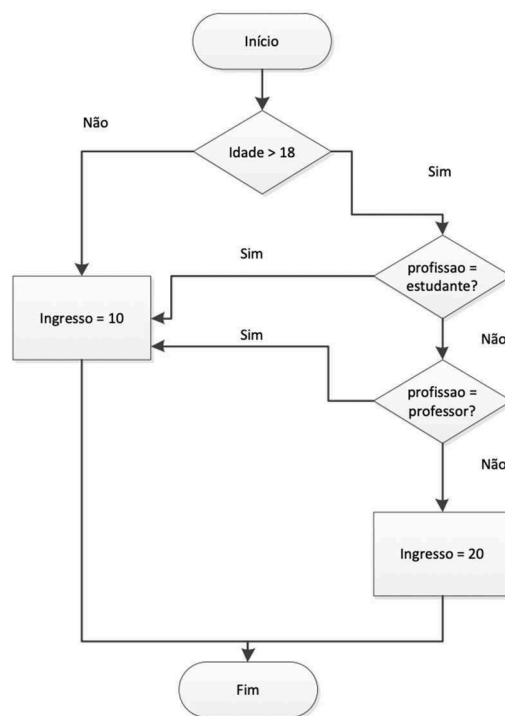 Início
Não
Idade > 18
Sim
Sim
profissao =
estudante?
Ingresso = 10
Sim
Não
profissao =
professor?
Não
Ingresso = 20
Fim